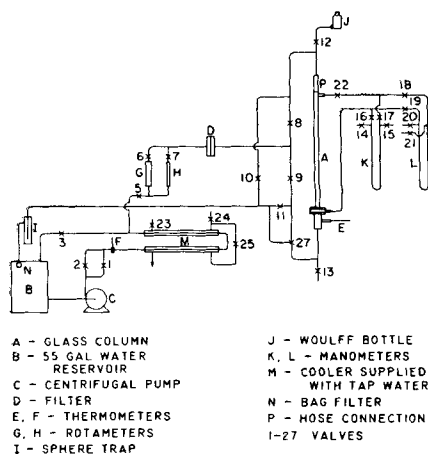 J
12
P
22
18
19
16
17
20
14
15
21
8
A
K
L
D
6
7
G
H
10
9
5
E
11
I
23
24
3
F
M
25
27
N
2
1
13
B
C
A - GLASS COLUMN
B - 55 GAL WATER
RESERVOIR
C - CENTRIFUGAL PUMP
D - FILTER
E, F - THERMOMETERS
G, H - ROTAMETERS
I - SPHERE TRAP
J - WOULFF BOTTLE
K, L - MANOMETERS
M - COOLER SUPPLIED
WITH TAP WATER
N - BAG FILTER
P - HOSE CONNECTION
1-27 VALVES